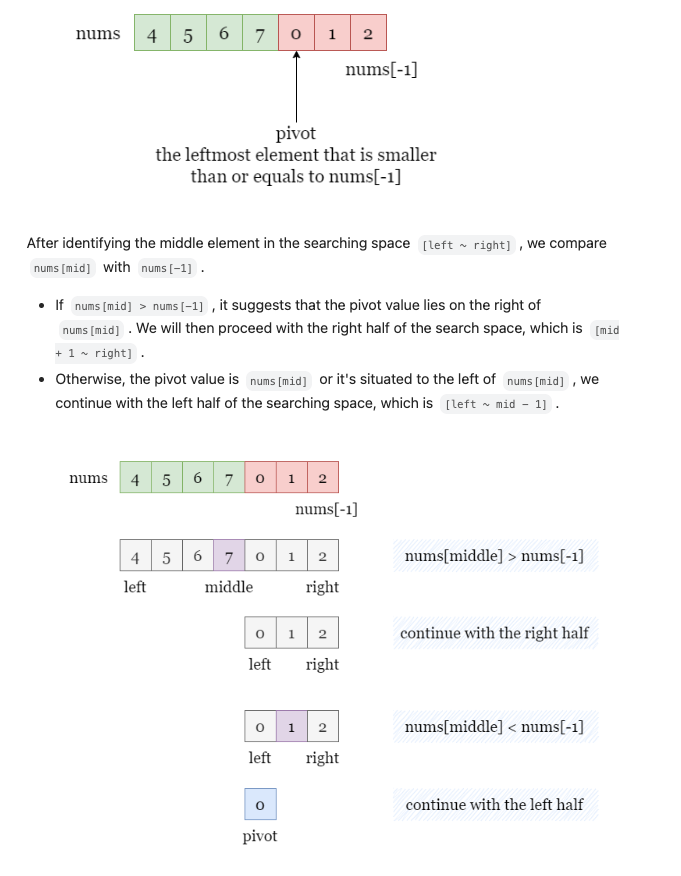 nums 4 5 6 7 0 1 2
nums[-1]
pivot
the leftmost element that is smaller
than or equals to nums[-1]
After identifying the middle element in the searching space [left ~ right] , we compare
nums[mid] with nums[-1] .
• If nums[mid] > nums[-1] , it suggests that the pivot value lies on the right of
nums[mid] . We will then proceed with the right half of the search space, which is [mid
+ 1 ~ right] .
• Otherwise, the pivot value is nums[mid] or it's situated to the left of nums[mid] , we
continue with the left half of the searching space, which is [left ~ mid - 1] .
nums 4 5 6 7 0 1 2
nums[-1]
4 5 6 7 0 1 2 nums[middle] > nums[-1]
left middle right
0 1 2 continue with the right half
left right
0 1 2 nums[middle] < nums[-1]
left right
0 continue with the left half
pivot